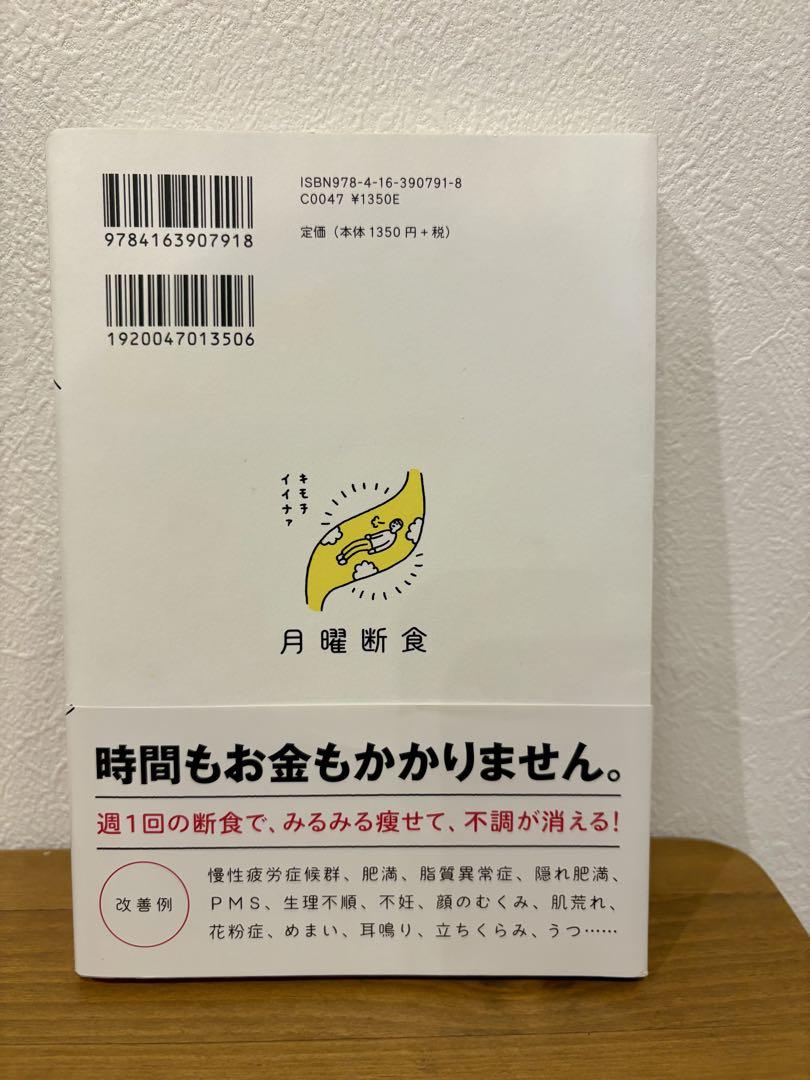 9784163907918
ISBN978-4-16-390791-8
C0047 ¥1350E
定価（本体1350円+税）
1920047013506
キモチ
イイナァ
月曜断食
時間もお金もかかりません。
週1回の断食で、みるみる痩せて、不調が消える！
改善例
慢性疲労症候群、肥満、脂質異常症、隠れ肥満、
PMS、生理不順、不妊、顔のむくみ、肌荒れ、
花粉症、めまい、耳鳴り、立ちくらみ、うつ……